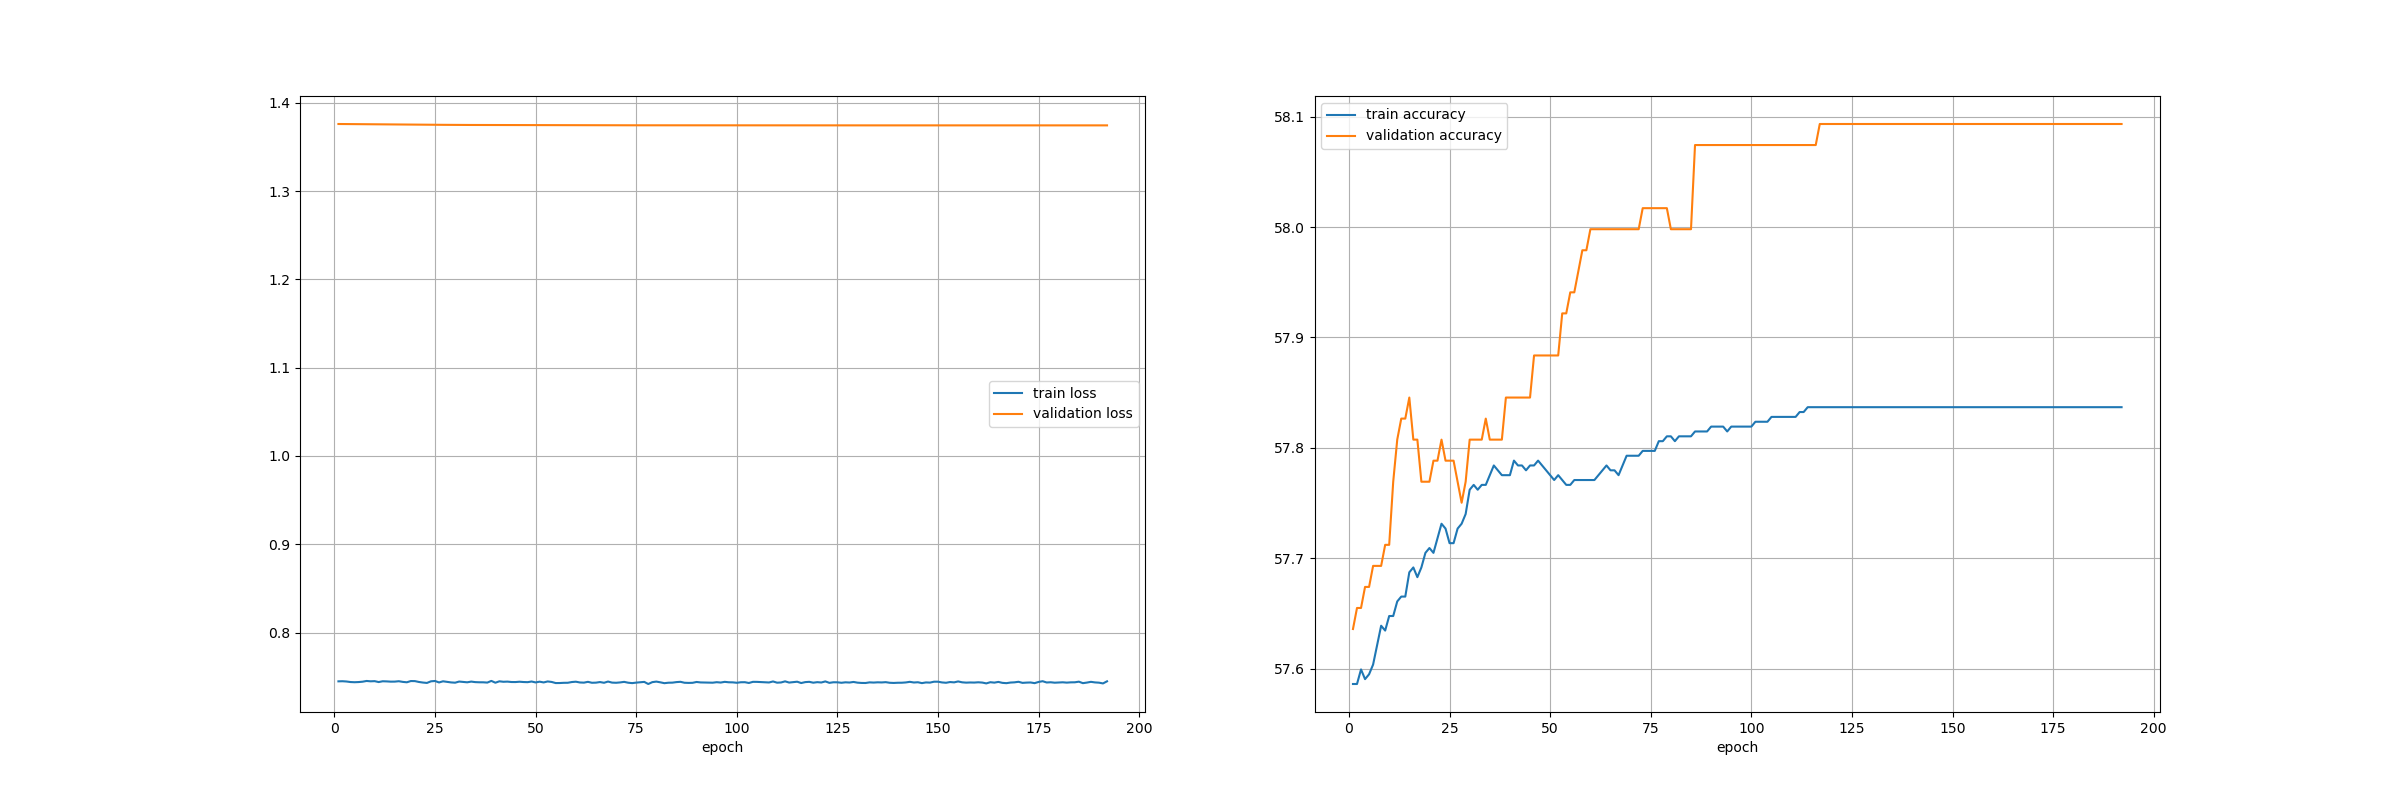 1.4
1.3
1.2
1.1
1.0
0.9
0.8
train loss
validation loss
0 25 50 75 100 125 150 175 200
epoch
train accuracy
validation accuracy
58.1
58.0
57.9
57.8
57.7
57.6
0 25 50 75 100 125 150 175 200
epoch